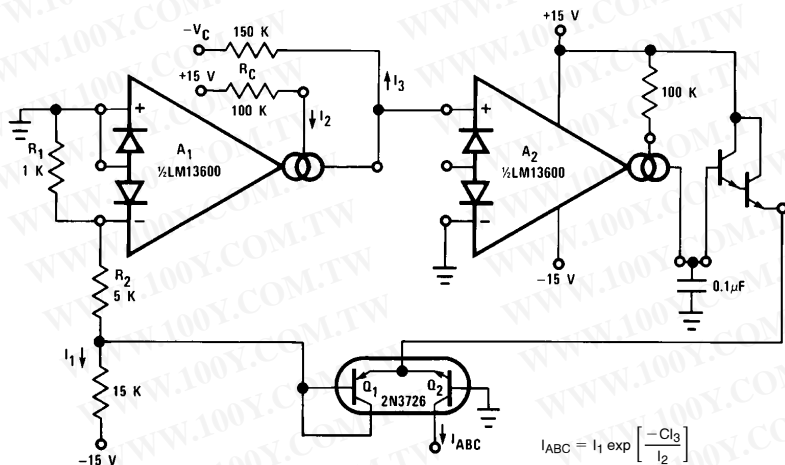 −VC
150 K
+15 V
RC
100 K
I2
I3
+
A1
½LM13600
−
R1
1 K
R2
5 K
I1
15 K
−15 V
+15 V
100 K
+
A2
½LM13600
−
−15 V
0.1μF
Q1
Q2
2N3726
IABC
IABC = I1 exp [−CI3 / I2]
WWW.100Y.COM.TW